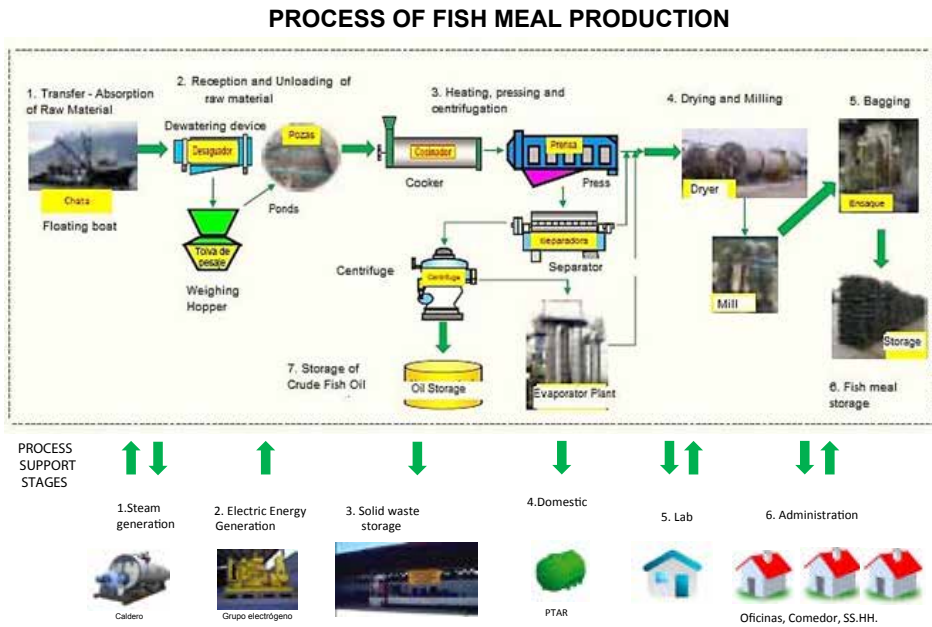 PROCESS OF FISH MEAL PRODUCTION
1. Transfer - Absorption
of Raw Material
Chata
Floating boat
2. Reception and Unloading of
raw material
Dewatering device
Desaguador
Pozas
Ponds
Tolva de
pesaje
Weighing
Hopper
3. Heating, pressing and
centrifugation
Cosinador
Cooker
Prensa
Press
Separadora
Separator
Centrifuge
Centrifuga
7. Storage of
Crude Fish Oil
Oil Storage
Evaporator Plant
4. Drying and Milling
Dryer
Mill
5. Bagging
Ensaque
Storage
6. Fish meal
storage
PROCESS
SUPPORT
STAGES
1.Steam
generation
Caldero
2. Electric Energy
Generation
Grupo electrógeno
3. Solid waste
storage
4.Domestic
PTAR
5. Lab
6. Administration
Oficinas, Comedor, SS.HH.